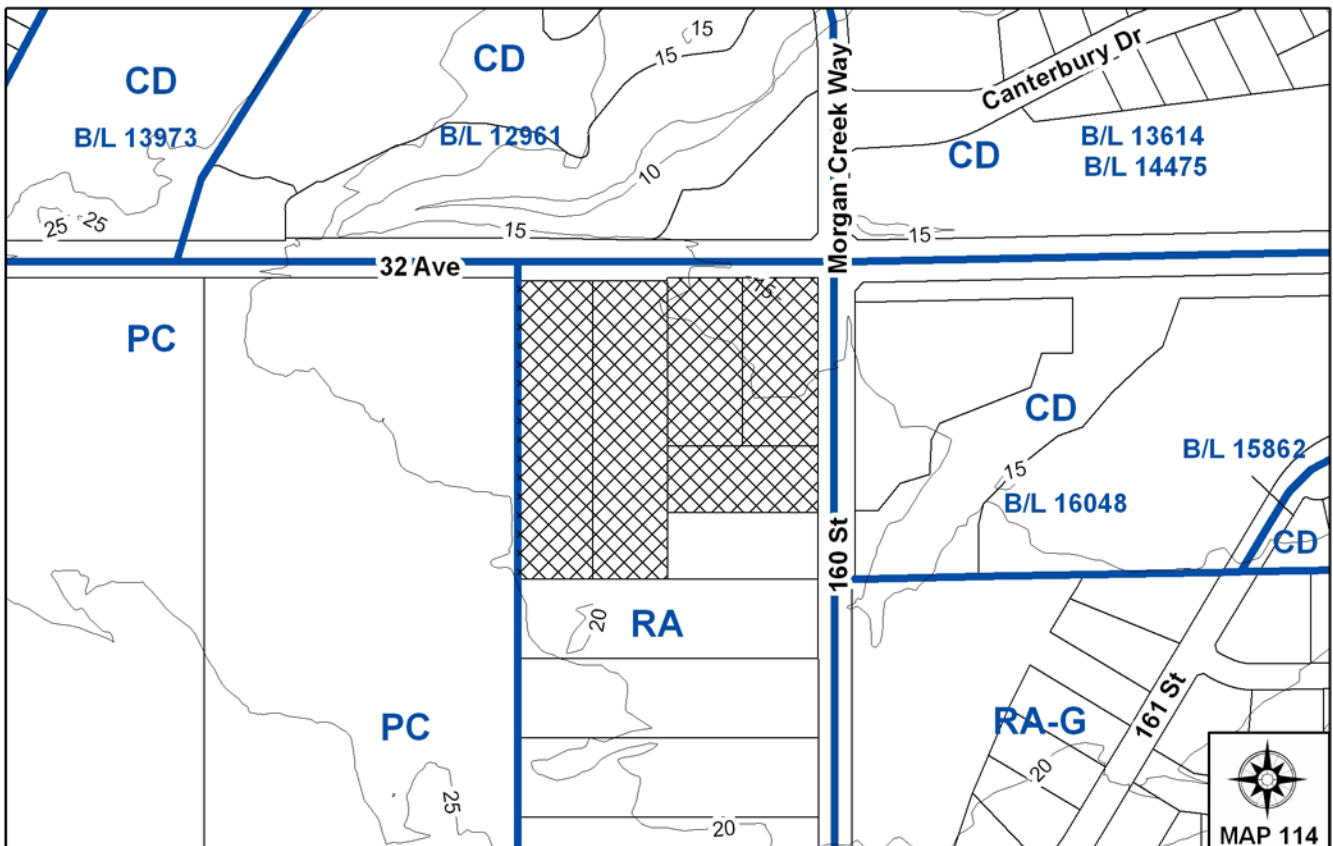 15
CD
15
Canterbury Dr
CD
B/L 13973
B/L 12961
Morgan Creek Way
B/L 13614
CD
B/L 14475
10
25
25
15
15
32 Ave
15
PC
CD
B/L 15862
15
B/L 16048
160 St
CD
20
RA
161 St
PC
RA-G
20
25
20
MAP 114